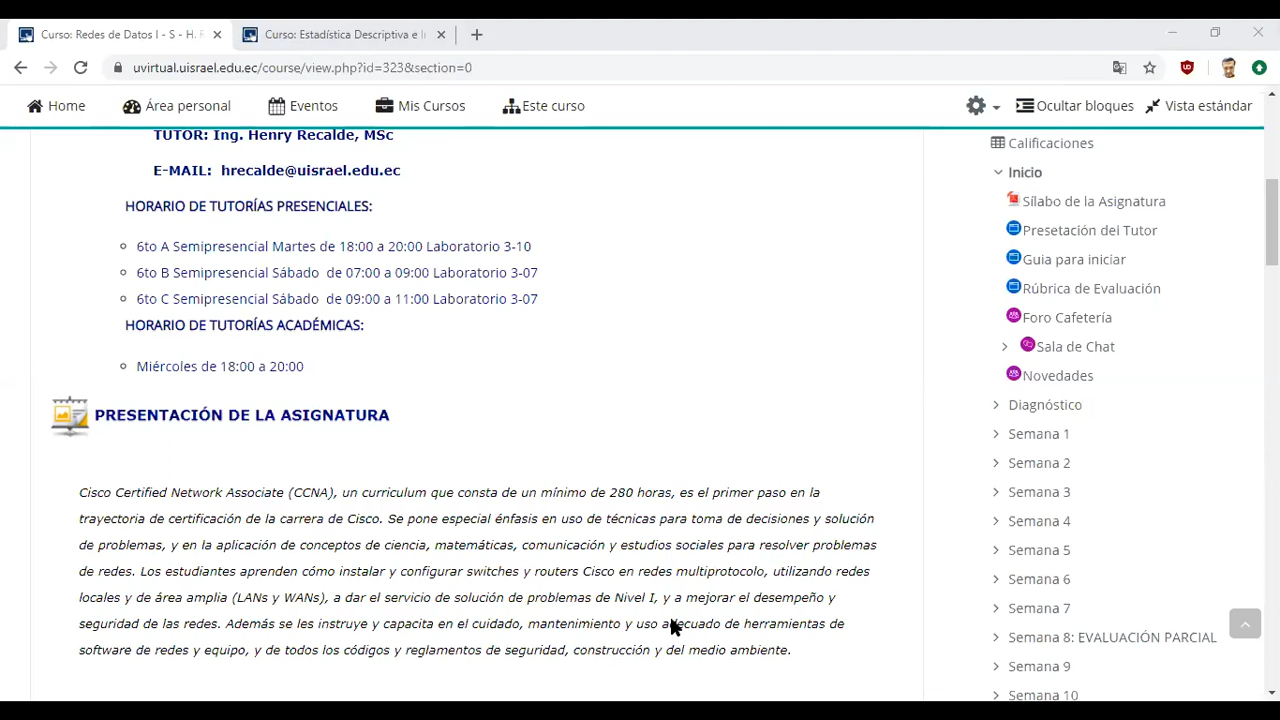 Curso: Redes de Datos I - S - H. R
Curso: Estadística Descriptiva e I
uvirtual.uisrael.edu.ec/course/view.php?id=323&section=0
Home Área personal Eventos Mis Cursos Este curso Ocultar bloques Vista estándar
TUTOR: Ing. Henry Recalde, MSc
E-MAIL: hrecalde@uisrael.edu.ec
HORARIO DE TUTORÍAS PRESENCIALES:
6to A Semipresencial Martes de 18:00 a 20:00 Laboratorio 3-10
6to B Semipresencial Sábado de 07:00 a 09:00 Laboratorio 3-07
6to C Semipresencial Sábado de 09:00 a 11:00 Laboratorio 3-07
HORARIO DE TUTORÍAS ACADÉMICAS:
Miércoles de 18:00 a 20:00
PRESENTACIÓN DE LA ASIGNATURA
Cisco Certified Network Associate (CCNA), un curriculum que consta de un mínimo de 280 horas, es el primer paso en la
trayectoria de certificación de la carrera de Cisco. Se pone especial énfasis en uso de técnicas para toma de decisiones y solución
de problemas, y en la aplicación de conceptos de ciencia, matemáticas, comunicación y estudios sociales para resolver problemas
de redes. Los estudiantes aprenden cómo instalar y configurar switches y routers Cisco en redes multiprotocolo, utilizando redes
locales y de área amplia (LANs y WANs), a dar el servicio de solución de problemas de Nivel I, y a mejorar el desempeño y
seguridad de las redes. Además se les instruye y capacita en el cuidado, mantenimiento y uso adecuado de herramientas de
software de redes y equipo, y de todos los códigos y reglamentos de seguridad, construcción y del medio ambiente.
Calificaciones
Inicio
Sílabo de la Asignatura
Presetación del Tutor
Guia para iniciar
Rúbrica de Evaluación
Foro Cafetería
Sala de Chat
Novedades
Diagnóstico
Semana 1
Semana 2
Semana 3
Semana 4
Semana 5
Semana 6
Semana 7
Semana 8: EVALUACIÓN PARCIAL
Semana 9
Semana 10